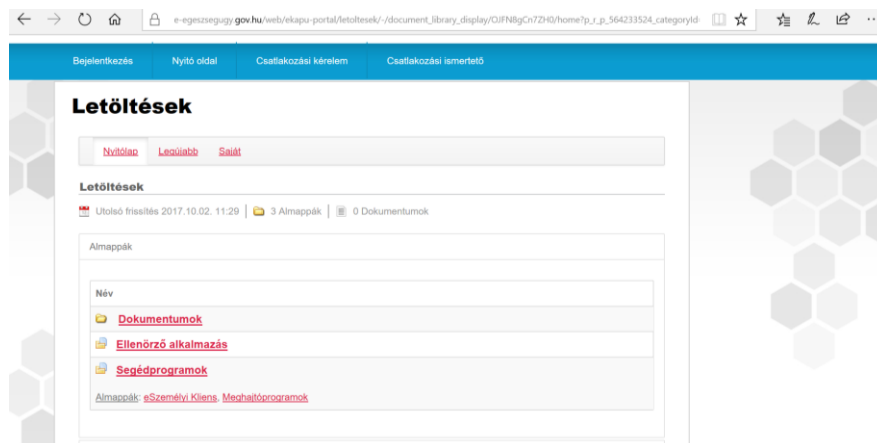 e-egeszsegugy.gov.hu/web/ekapu-portal/letoltesek/-/document_library_display/OJFN8gCn7ZH0/home?p_r_p_564233524_categoryId
Bejelentkezés Nyitó oldal Csatlakozási kérelem Csatlakozási ismertető
Letöltések
Nyitólap Legújabb Saját
Letöltések
Utolsó frissítés 2017.10.02. 11:29 3 Almappák 0 Dokumentumok
Almappák
Név
Dokumentumok
Ellenörző alkalmazás
Segédprogramok
Almappák: eSzemélyi Kliens, Meghajtóprogramok